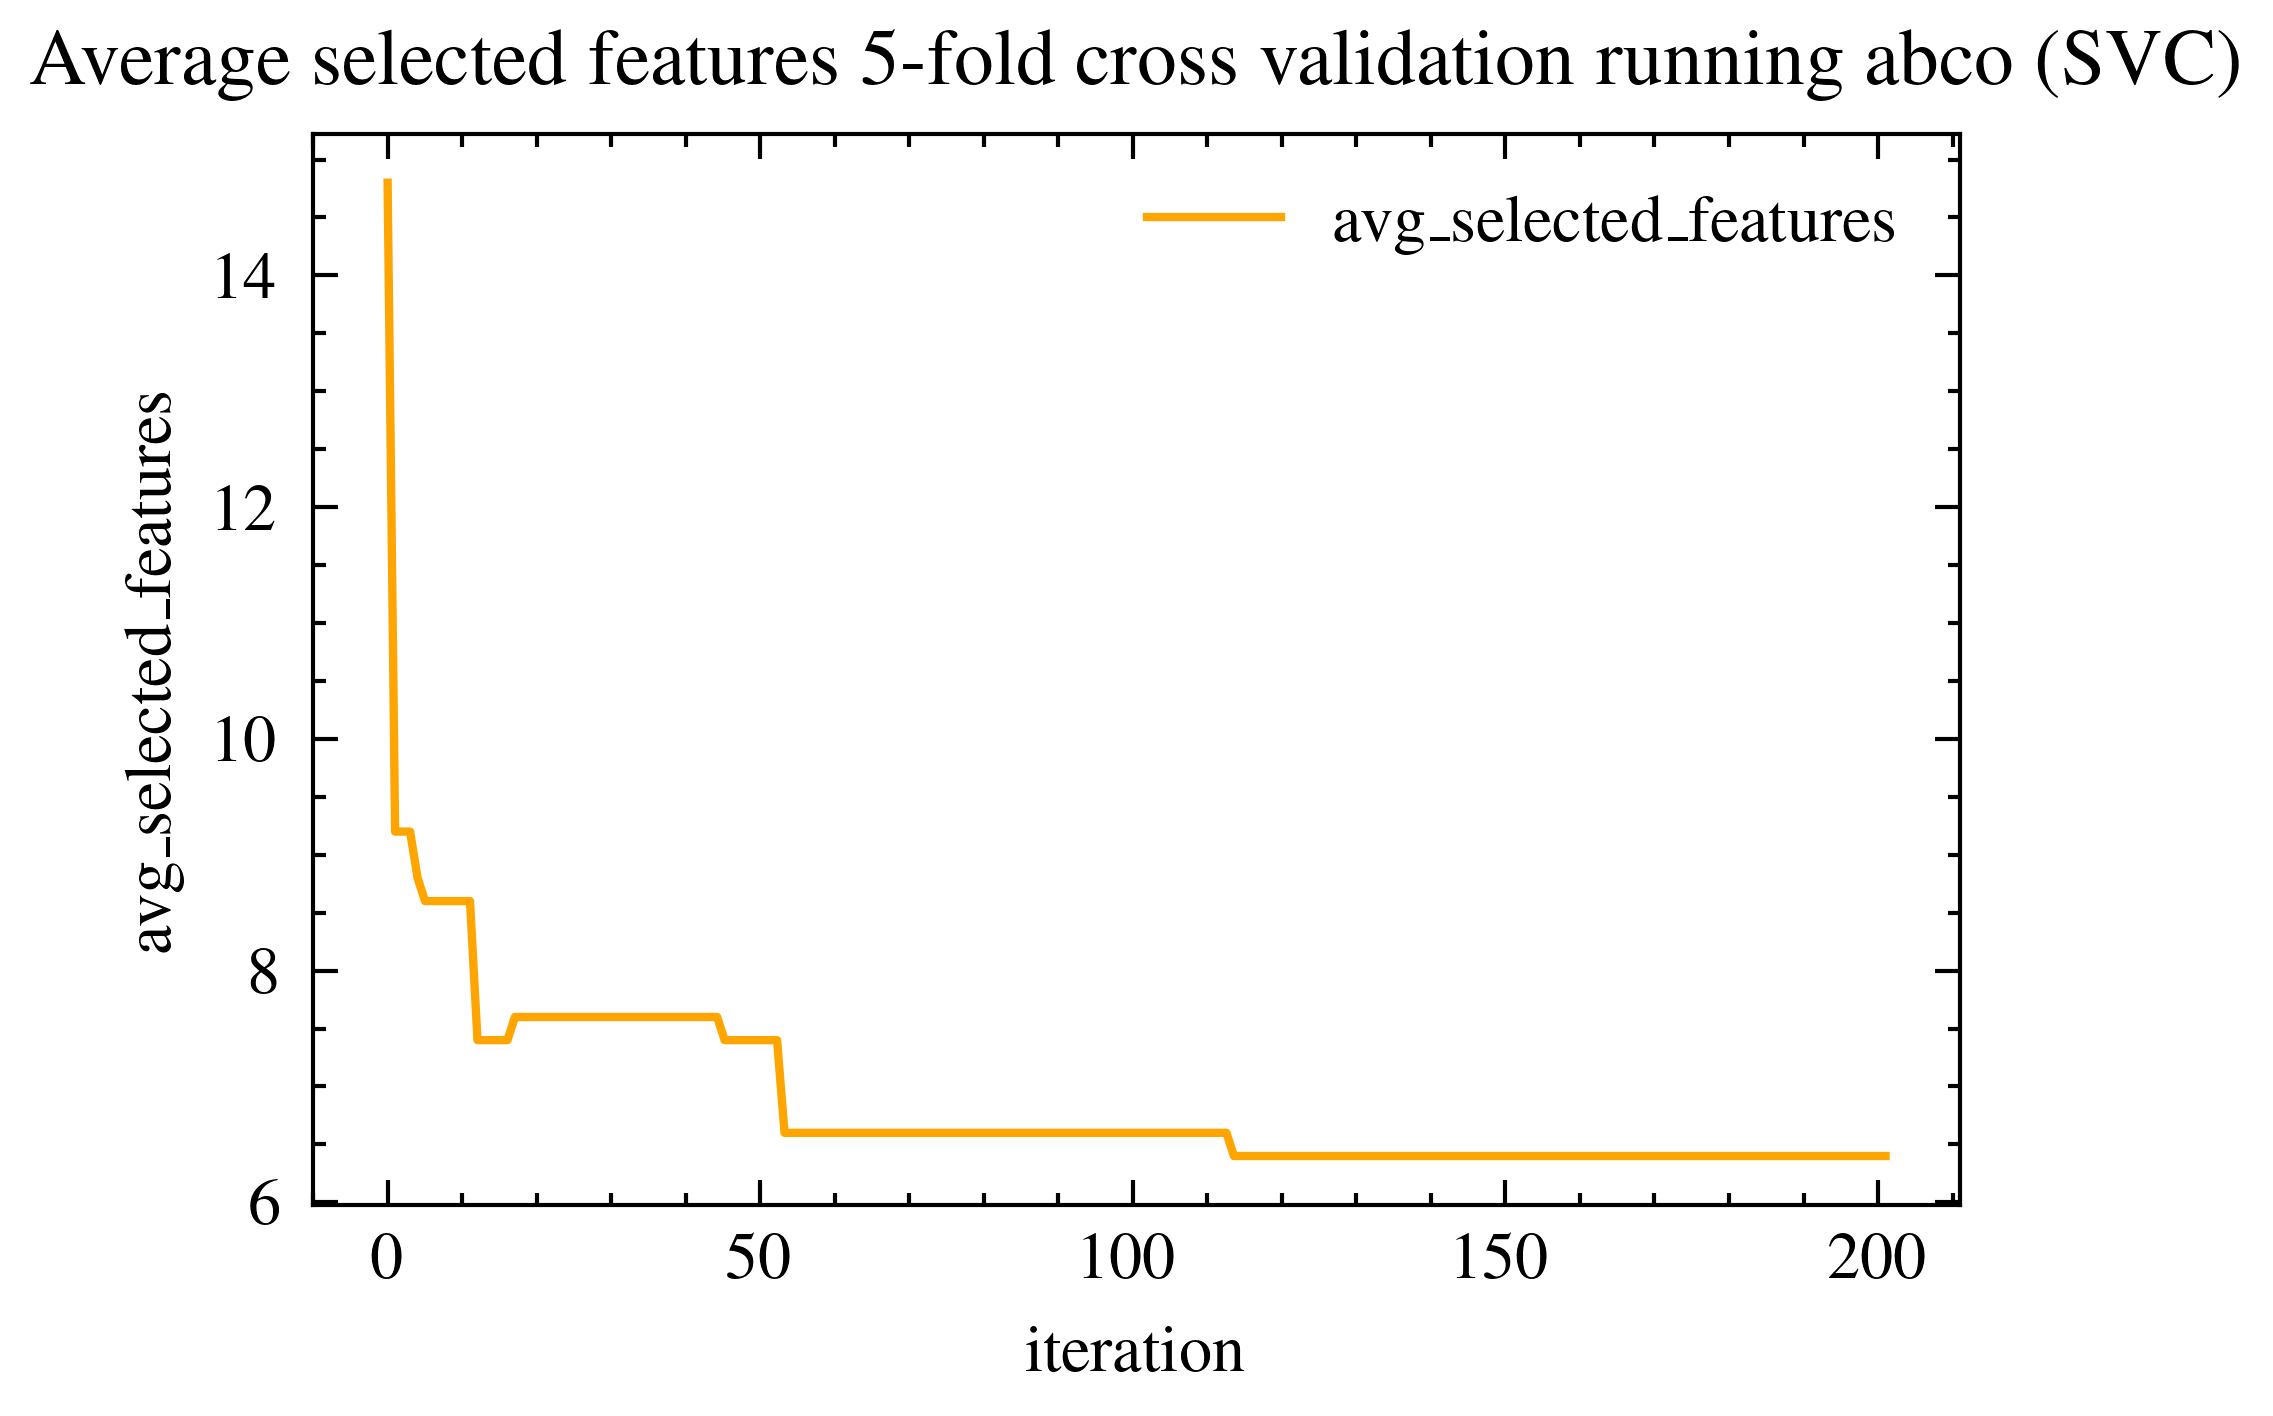 Average selected features 5-fold cross validation running abco (SVC)
avg_selected_features
avg_selected_features
14
12
10
8
6
0 50 100 150 200
iteration